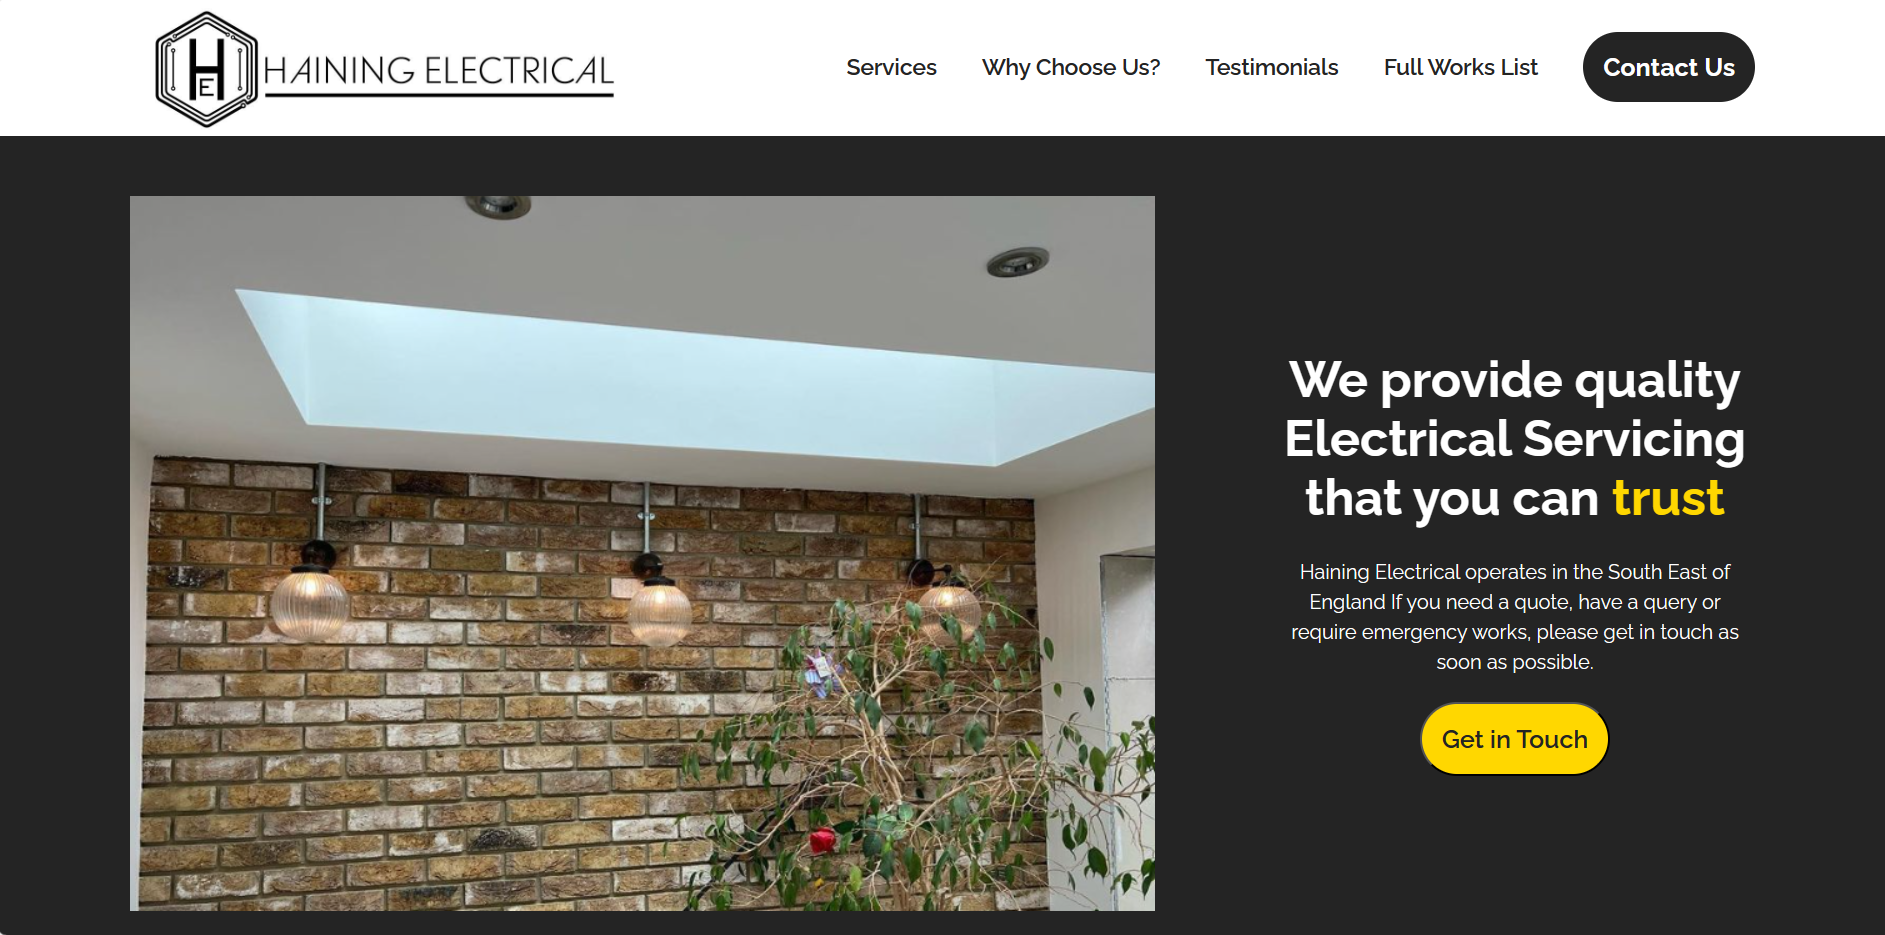 HE
HAINING ELECTRICAL
Services
Why Choose Us?
Testimonials
Full Works List
Contact Us
We provide quality
Electrical Servicing
that you can trust
Haining Electrical operates in the South East of
England If you need a quote, have a query or
require emergency works, please get in touch as
soon as possible.
Get in Touch